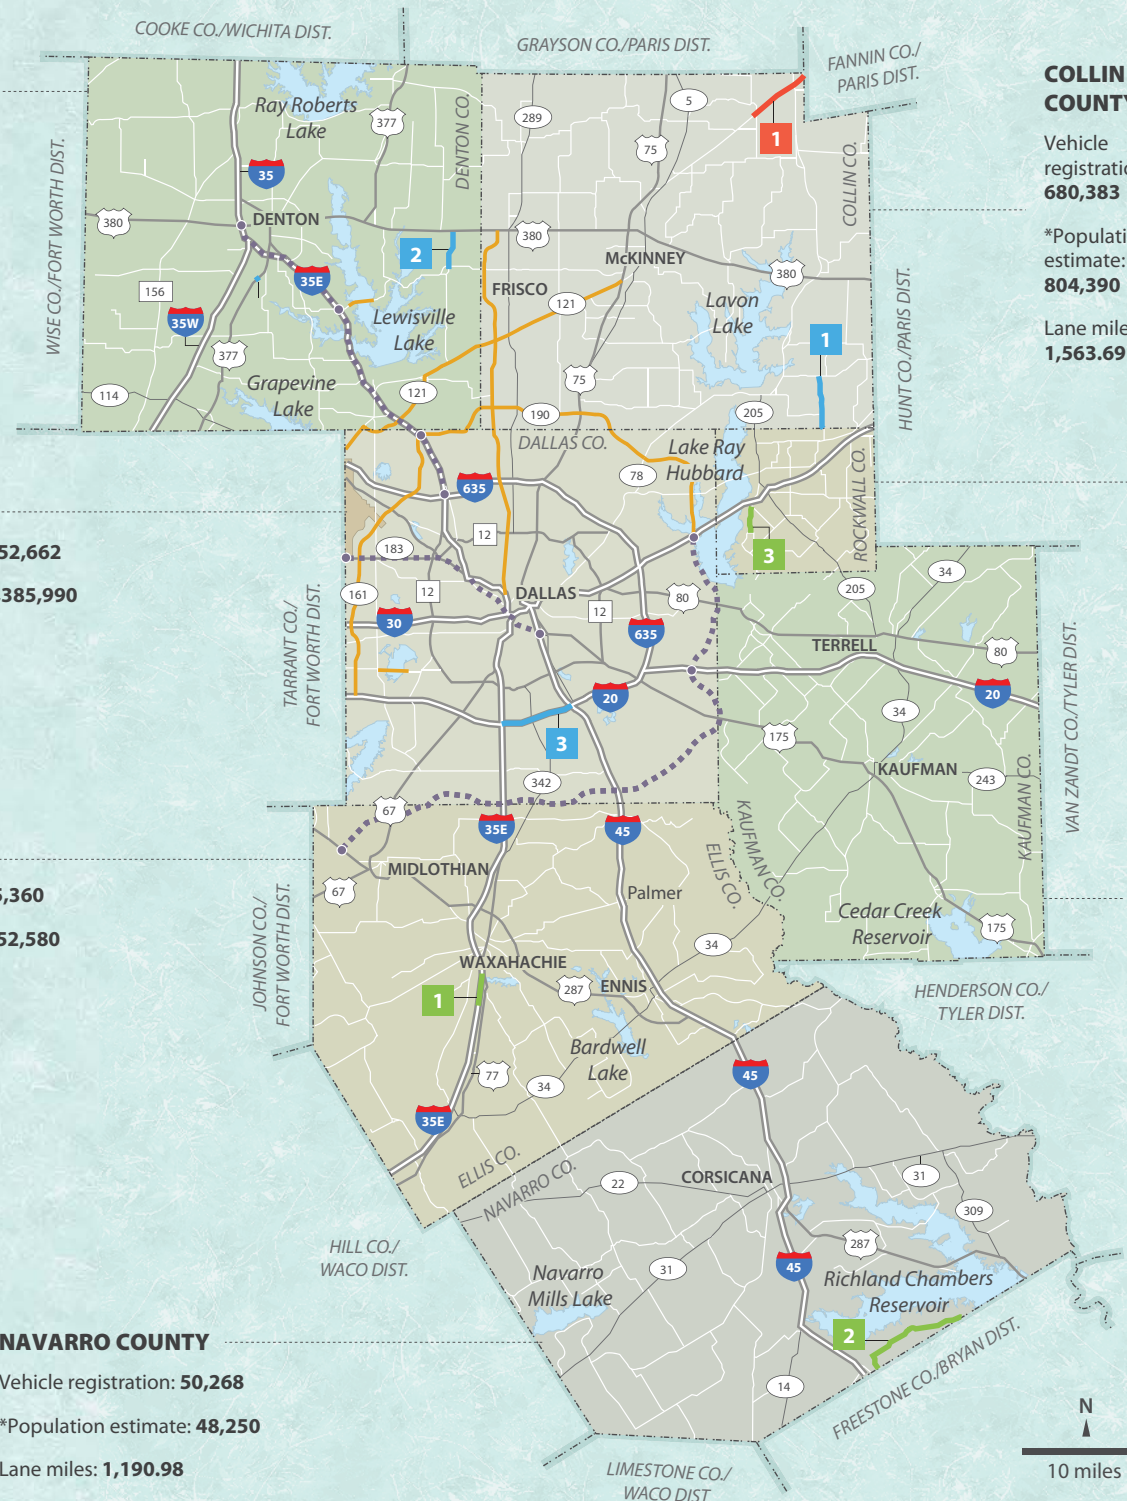 COOKE CO./WICHITA DIST.
GRAYSON CO./PARIS DIST.
FANNIN CO./
PARIS DIST.
COLLIN
COUNTY
Vehicle
680,383
estimate:
804,390
1,563.69
WISE CO./FORT WORTH DIST.
DENTON CO.
COLLIN CO.
HUNT CO./PARIS DIST.
Ray Roberts
Lake
377
289
5
75
1
35
380
DENTON
2
380
McKINNEY
380
35E
FRISCO
121
156
35W
Lewisville
Lake
Lavon
Lake
1
377
75
114
Grapevine
Lake
121
190
205
DALLAS CO.
Lake Ray
Hubbard
78
635
ROCKWALL CO.
12
3
52,662
183
385,990
161
12
DALLAS
12
80
205
34
30
635
TERRELL
80
TARRANT CO./
FORT WORTH DIST.
20
20
34
VAN ZANDT CO./TYLER DIST.
3
175
342
KAUFMAN
243
67
35E
45
KAUFMAN CO.
ELLIS CO.
KAUFMAN CO.
MIDLOTHIAN
67
Palmer
5,360
52,580
JOHNSON CO./
FORT WORTH DIST.
Cedar Creek
Reservoir
175
34
WAXAHACHIE
1
287
ENNIS
HENDERSON CO./
TYLER DIST.
Bardwell
Lake
77
34
45
35E
ELLIS CO.
NAVARRO CO.
22
CORSICANA
31
309
HILL CO./
WACO DIST.
287
31
45
Navarro
Mills Lake
Richland Chambers
Reservoir
2
14
FREESTONE CO./BRYAN DIST.
NAVARRO COUNTY
Vehicle registration: 50,268
*Population estimate: 48,250
Lane miles: 1,190.98
LIMESTONE CO./
WACO DIST
N
10 miles